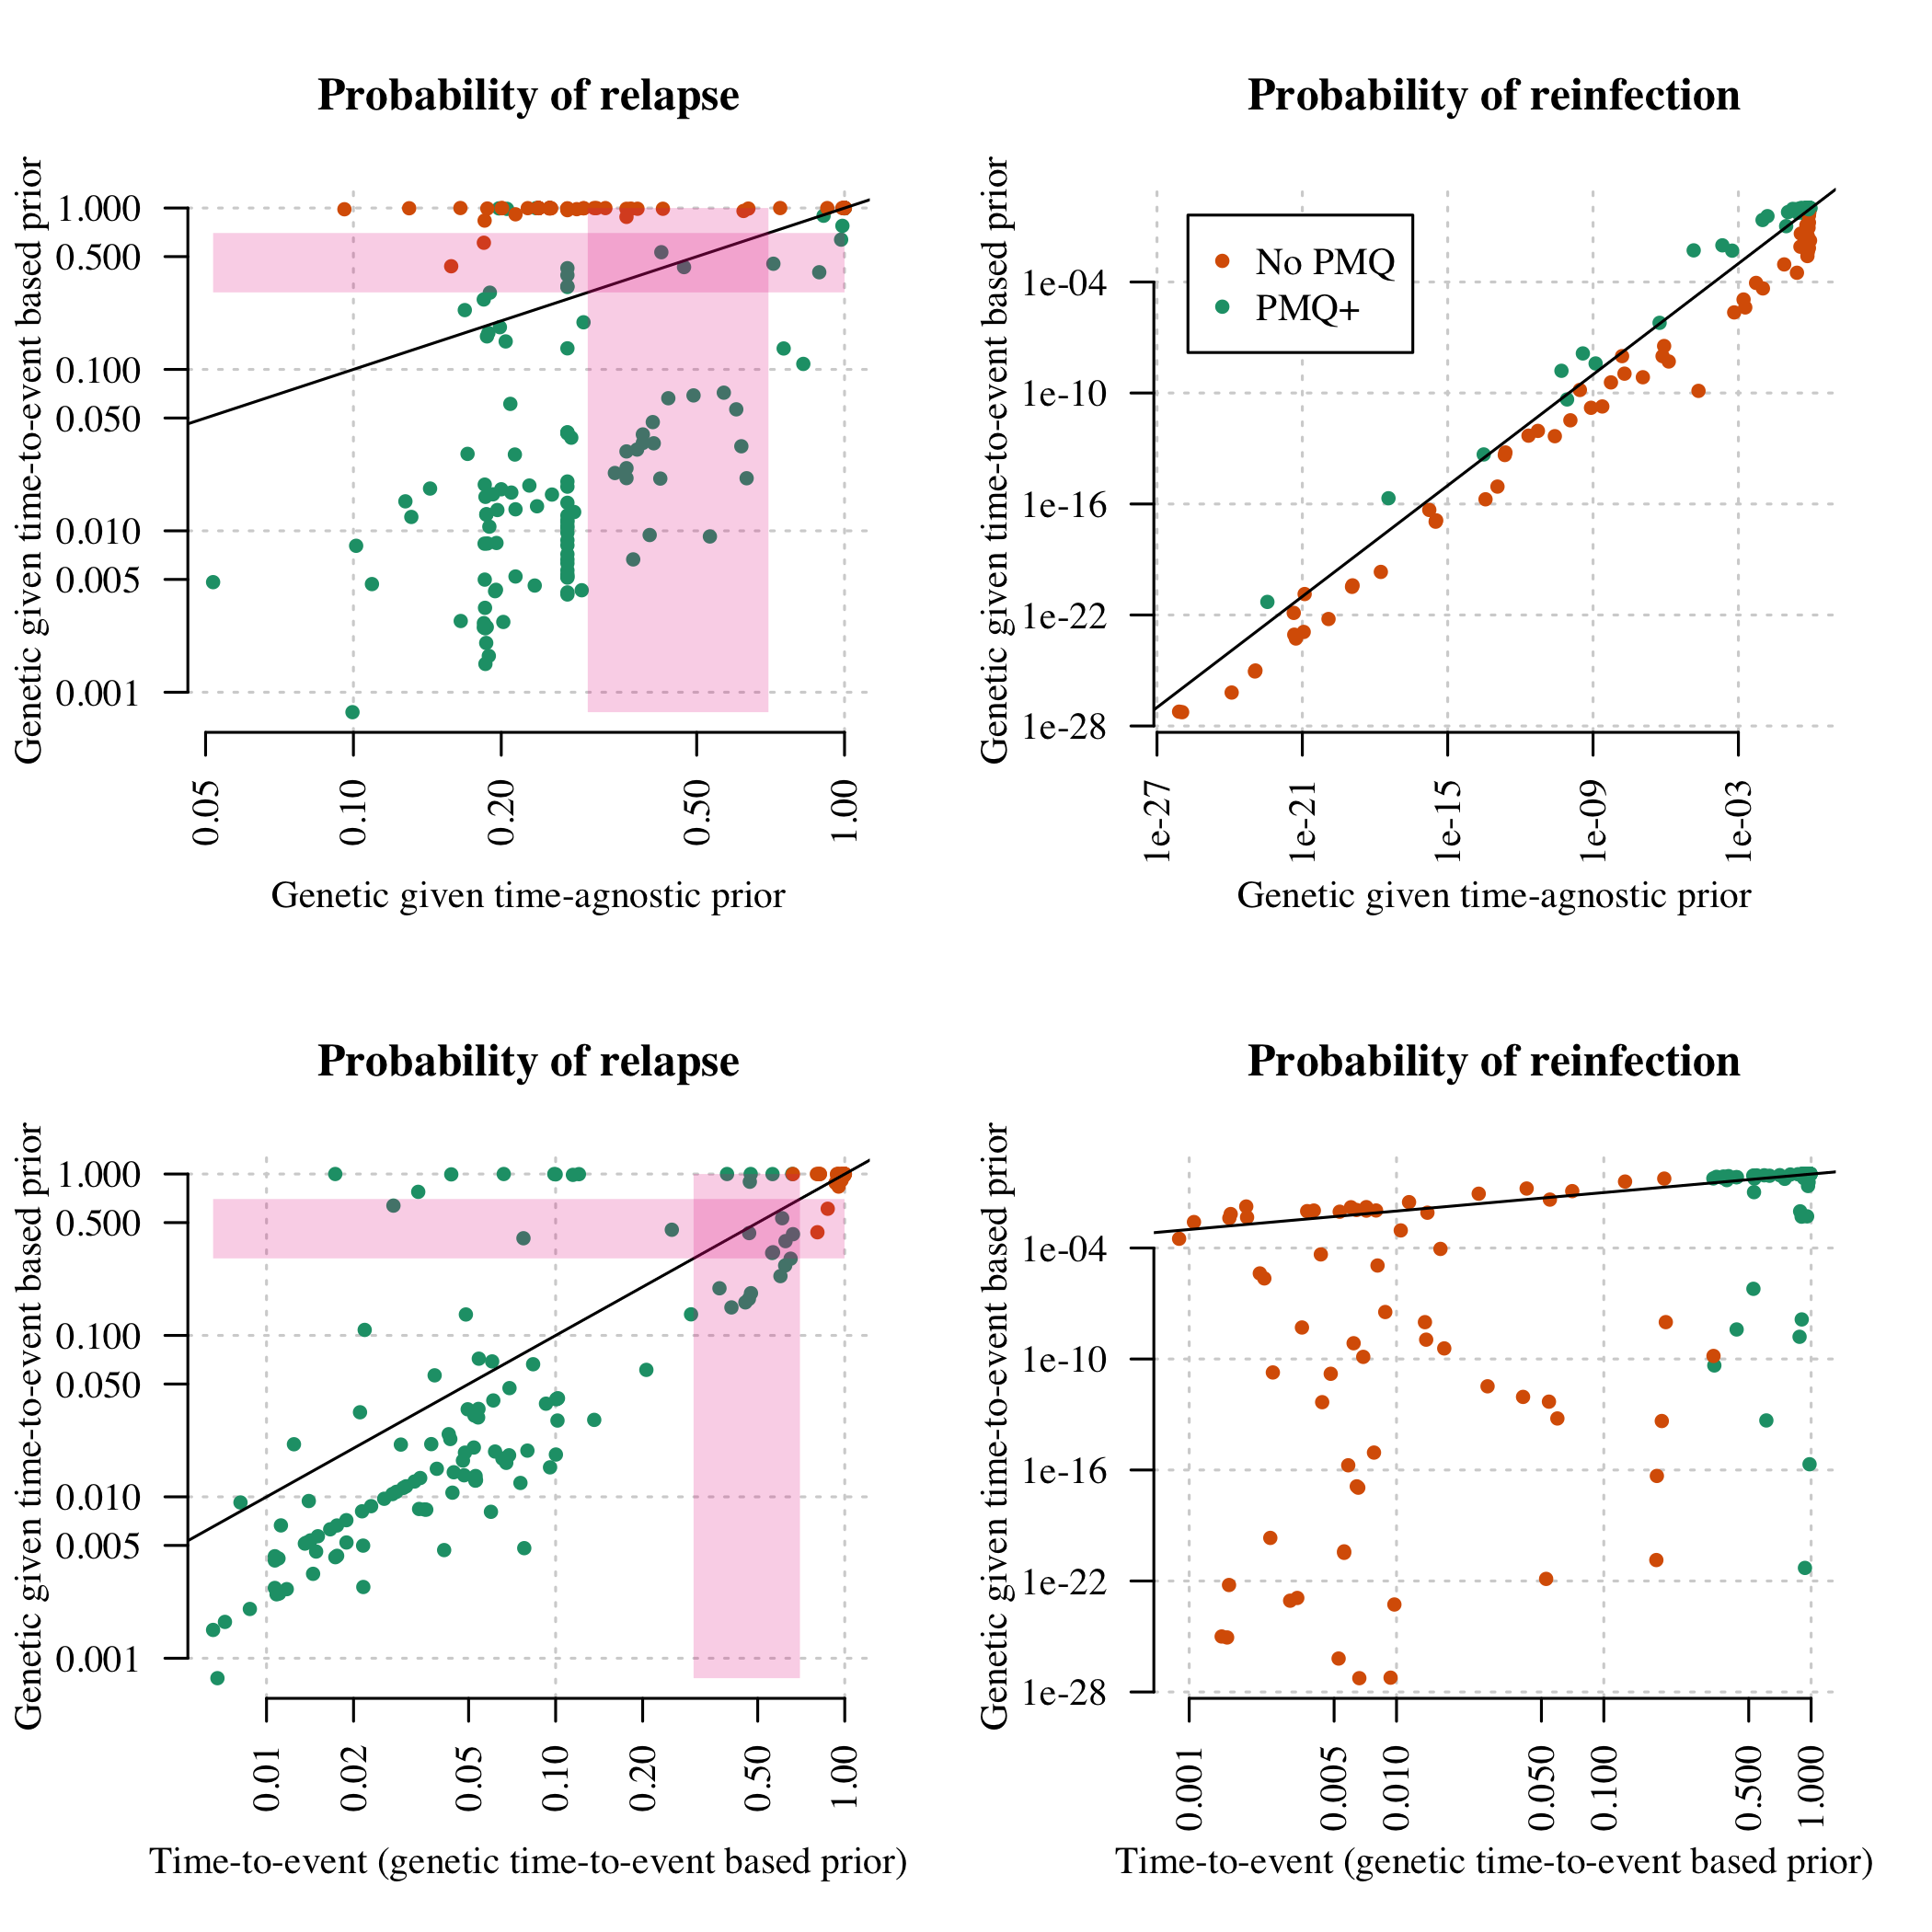 Probability of relapse
Genetic given time-to-event based prior
1.000
0.500
0.100
0.050
0.010
0.005
0.001
0.05
0.10
0.20
0.50
1.00
Genetic given time-agnostic prior
Probability of reinfection
Genetic given time-to-event based prior
No PMQ
PMQ+
1e-04
1e-10
1e-16
1e-22
1e-28
1e-27
1e-21
1e-15
1e-09
1e-03
Genetic given time-agnostic prior
Probability of relapse
Genetic given time-to-event based prior
1.000
0.500
0.100
0.050
0.010
0.005
0.001
0.01
0.02
0.05
0.10
0.20
0.50
1.00
Time-to-event (genetic time-to-event based prior)
Probability of reinfection
Genetic given time-to-event based prior
1e-04
1e-10
1e-16
1e-22
1e-28
0.001
0.005
0.010
0.050
0.100
0.500
1.000
Time-to-event (genetic time-to-event based prior)